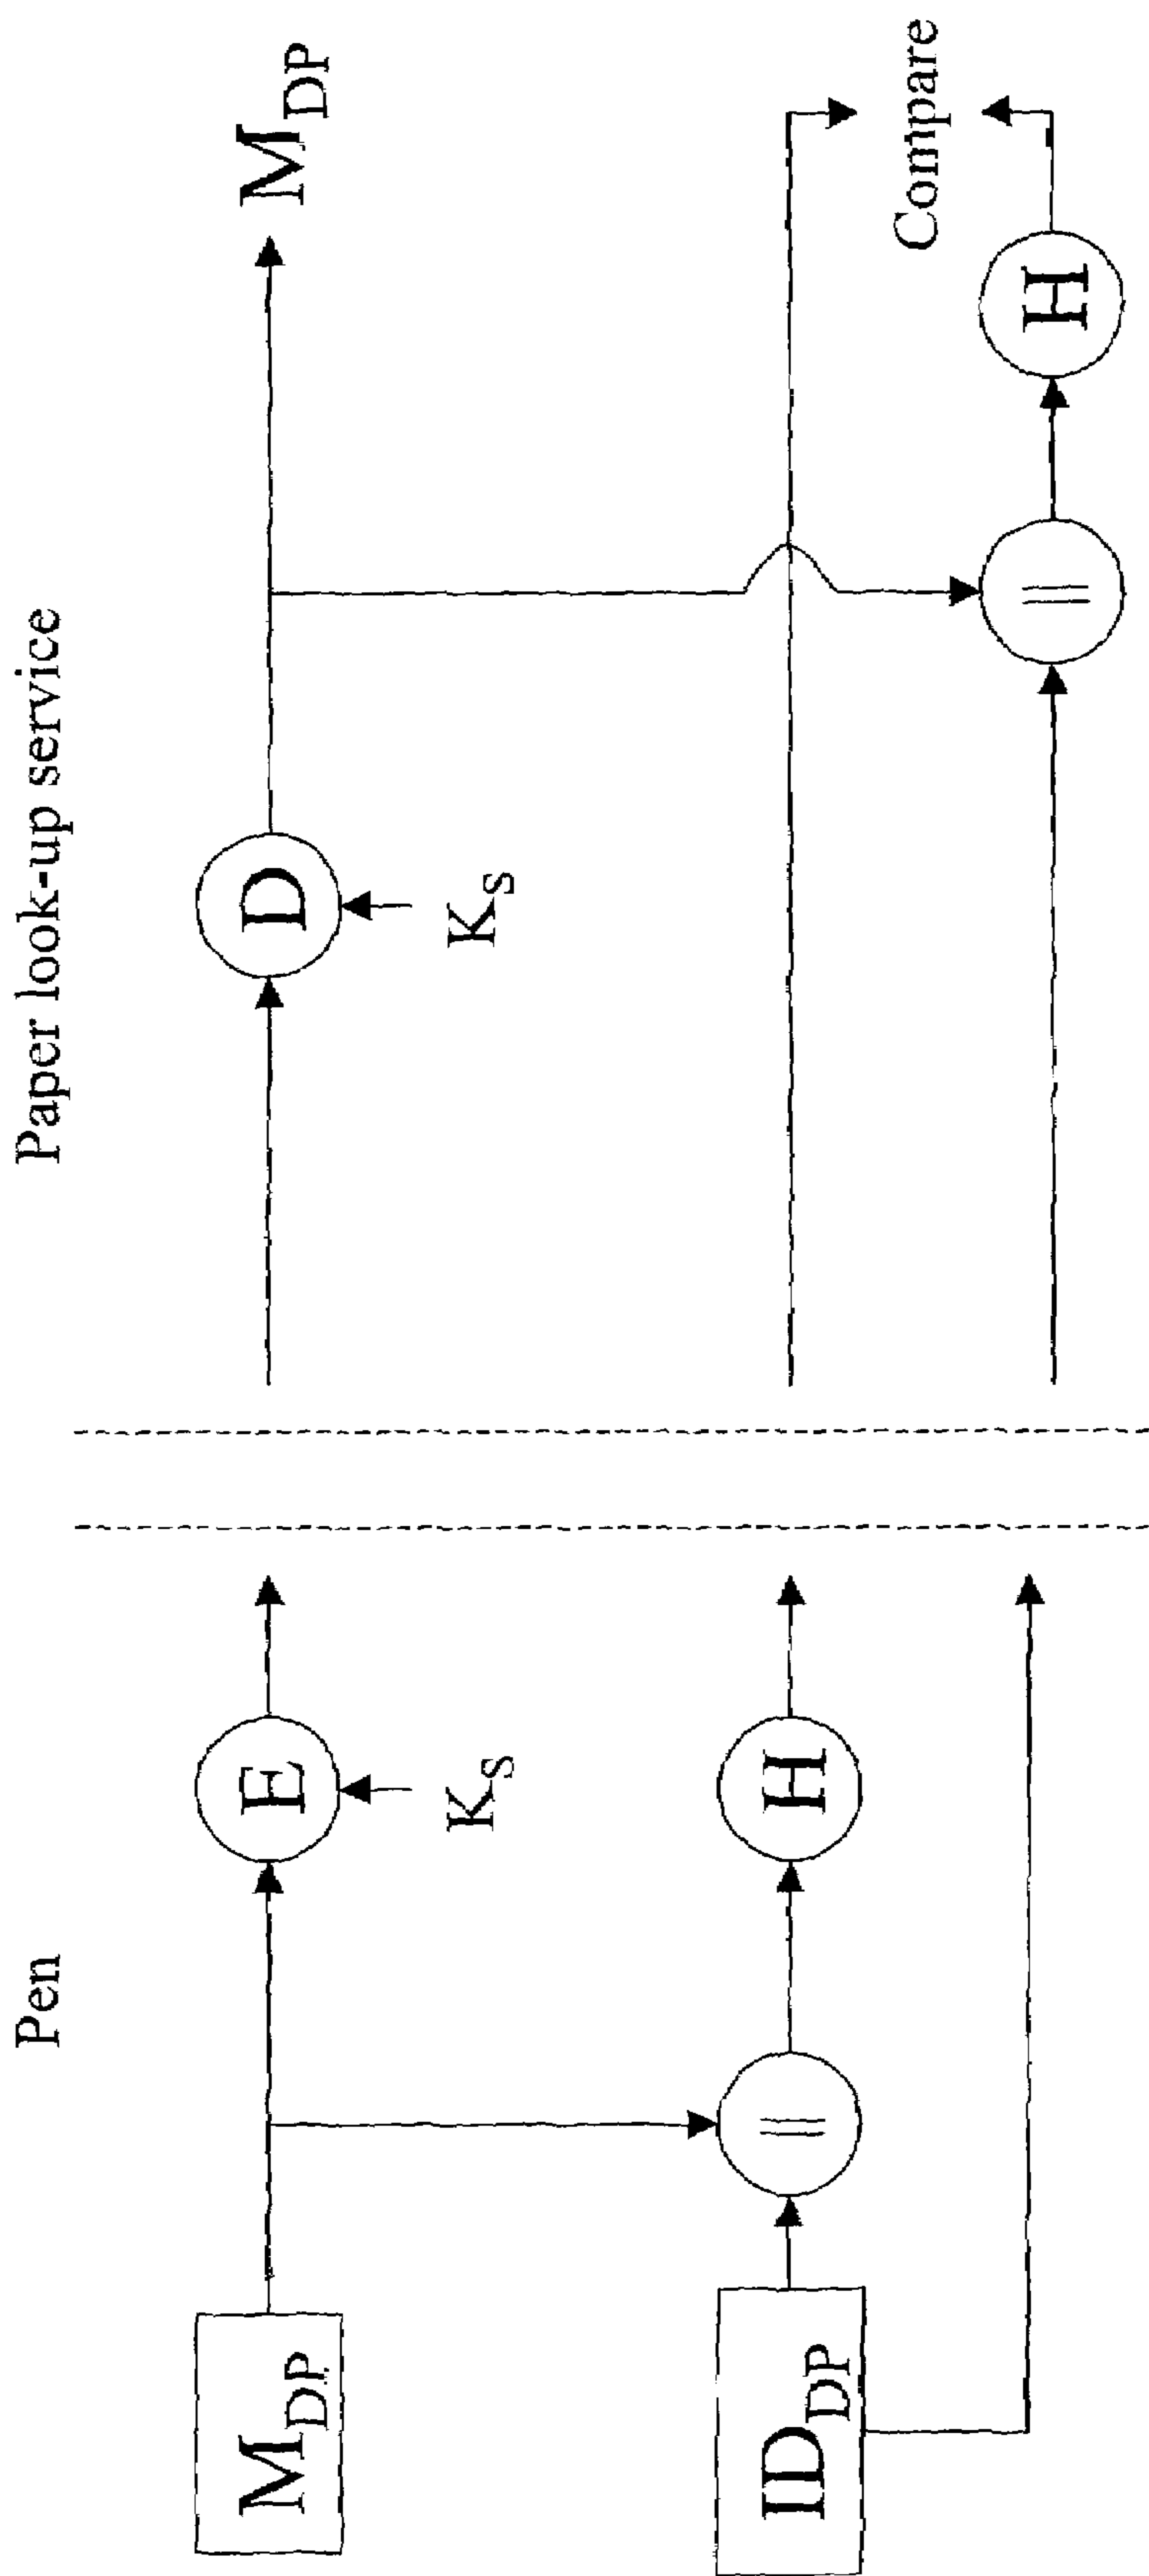 Pen
Paper look-up service
M_DP
E
K_S
D
K_S
M_DP
ID_DP
||
H
Compare
||
H